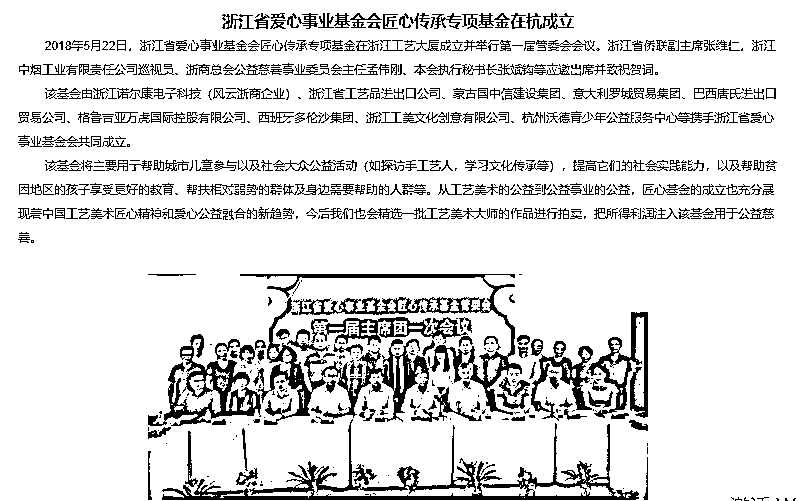 浙江省爱心事业基金会匠心传承专项基金在杭成立
2018年5月22日，浙江省爱心事业基金会匠心传承专项基金在浙江工艺大厦成立并举行第一届管委会会议。浙江省侨联副主席张维仁，浙江
中烟工业有限责任公司巡视员、浙商总会公益慈善事业委员会主任孟伟刚、本会执行秘书长张斌钩等应邀出席并致祝贺词。
该基会由浙江诺尔康电子科技（风云浙商企业）、浙江省工艺品进出口公司、蒙古国中信建设集团、意大利罗城贸易集团、巴西唐氏进出口
贸易公司、格鲁吉亚万虎国际控股有限公司、西班牙多伦沙集团、浙江工美文化创意有限公司、杭州沃德青少年公益服务中心等携手浙江省爱心
事业基金会共同成立。
该基会将主要用于帮助城市儿童参与以及社会大众公益活动（如探访手工艺人，学习文化传承等），提高它们的社会实践能力，以及帮助贫
困地区的孩子享受更好的教育、帮扶相对弱势的群体及身边需要帮助的人群等。从工艺美术的公益到公益事业的公益，匠心基金的成立也充分展
现着中国工艺美术匠心精神和爱心公益融合的新趋势，今后我们也会精选一批工艺美术大师的作品进行拍卖，把所得利润注入该基金用于公益慈
善。
第一届主席团一次会议